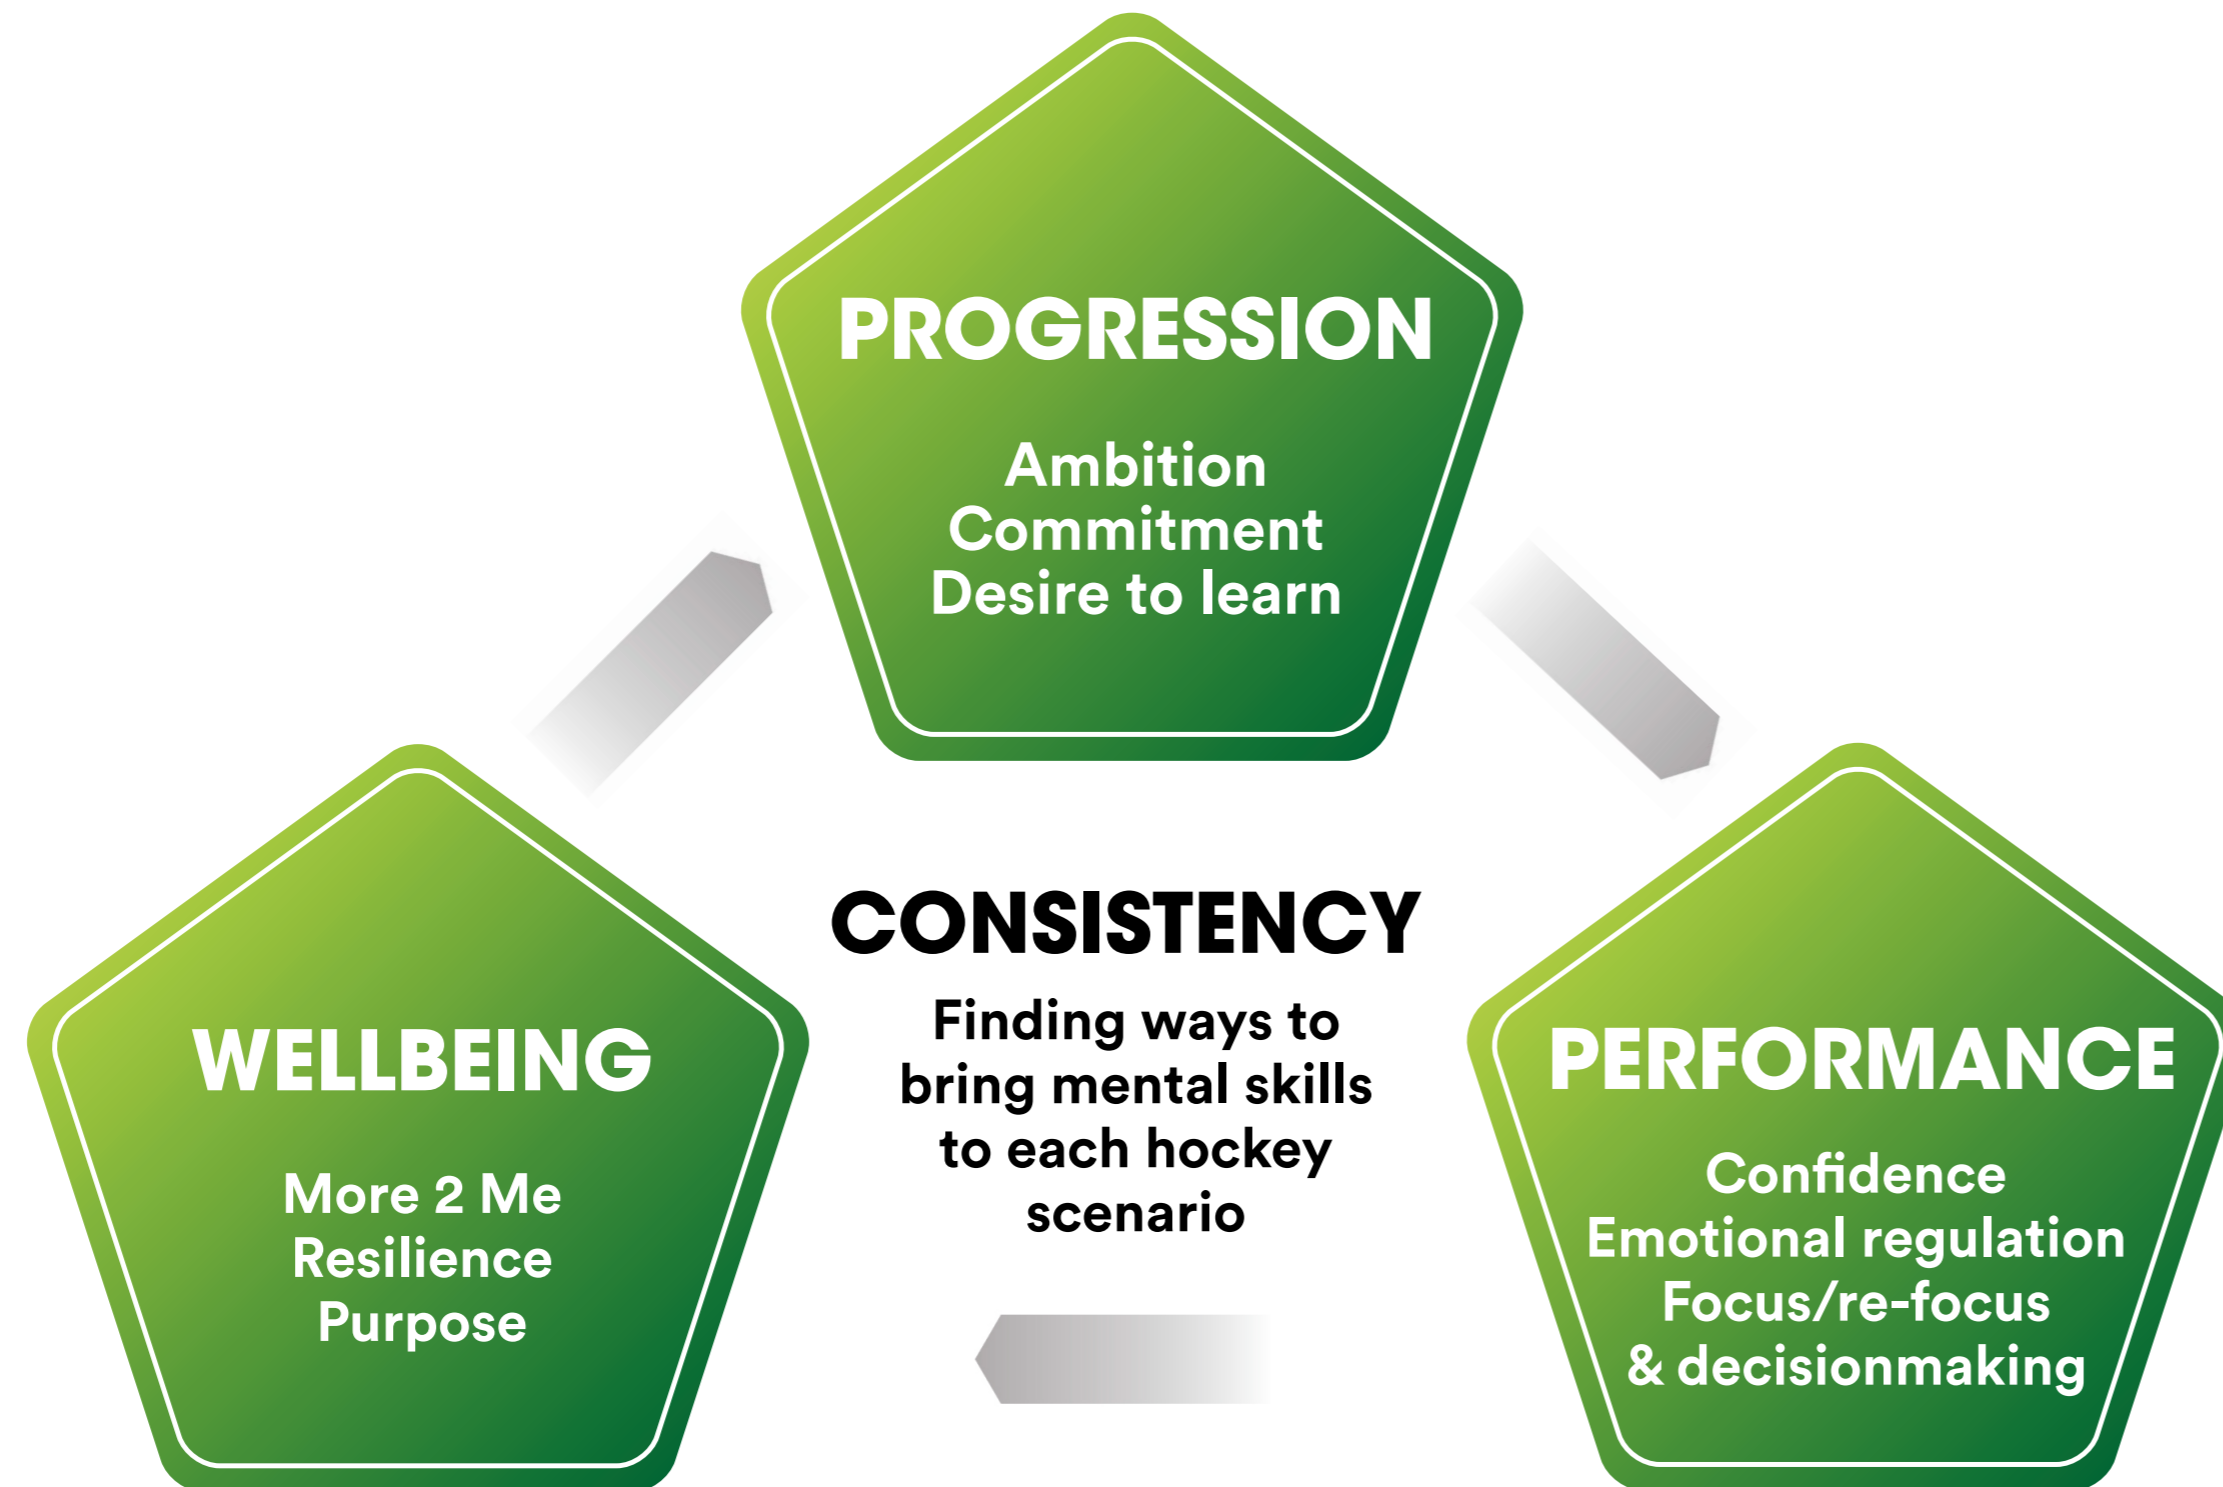 PROGRESSION
Ambition
Commitment
Desire to learn
WELLBEING
More 2 Me
Resilience
Purpose
CONSISTENCY
Finding ways to
bring mental skills
to each hockey
scenario
PERFORMANCE
Confidence
Emotional regulation
Focus/re-focus
& decisionmaking